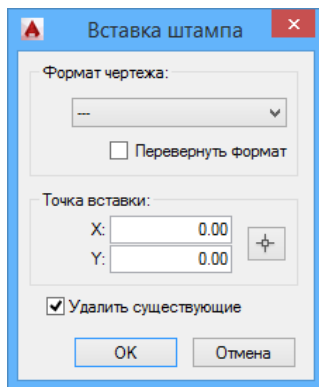 Вставка штампа
Формат чертежа:
---
Перевернуть формат
Точка вставки:
X: 0.00
Y: 0.00
Удалить существующие
OK Отмена